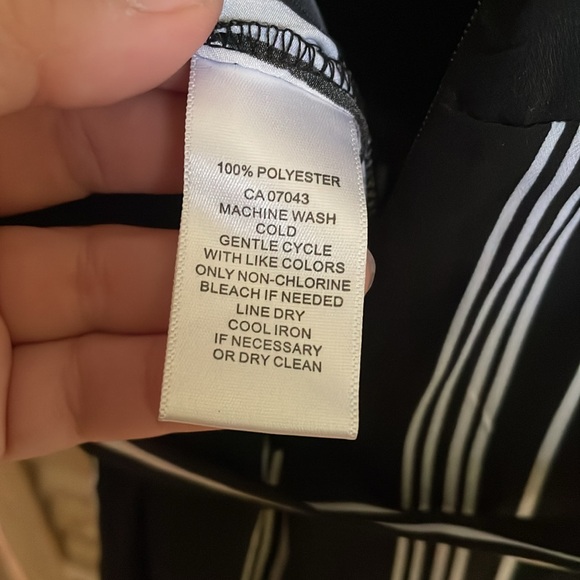 100% POLYESTER
CA 07043
MACHINE WASH
COLD
GENTLE CYCLE
WITH LIKE COLORS
ONLY NON-CHLORINE
BLEACH IF NEEDED
LINE DRY
COOL IRON
IF NECESSARY
OR DRY CLEAN